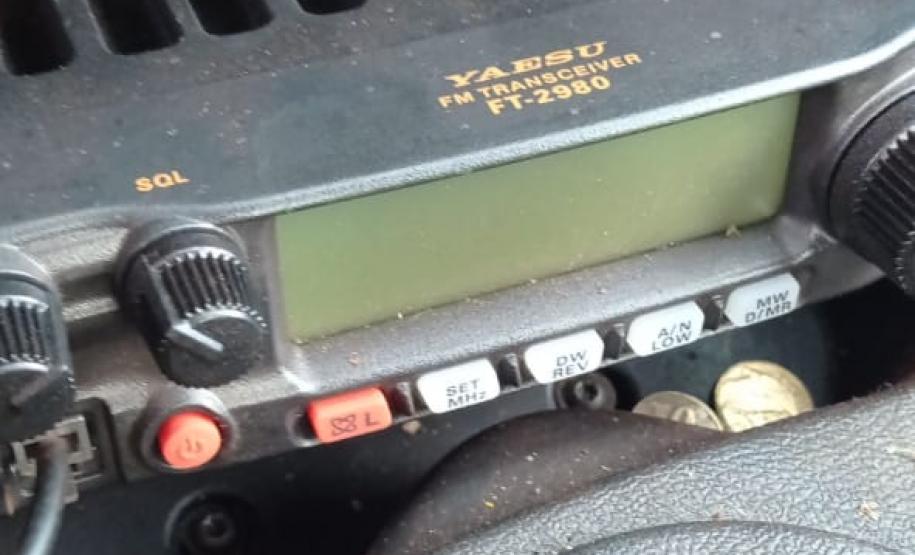 YAESU
FM TRANSCEIVER
FT-2980
SQL
L
SET
MHz
DW
REV
A/N
LOW
MW
D/MR